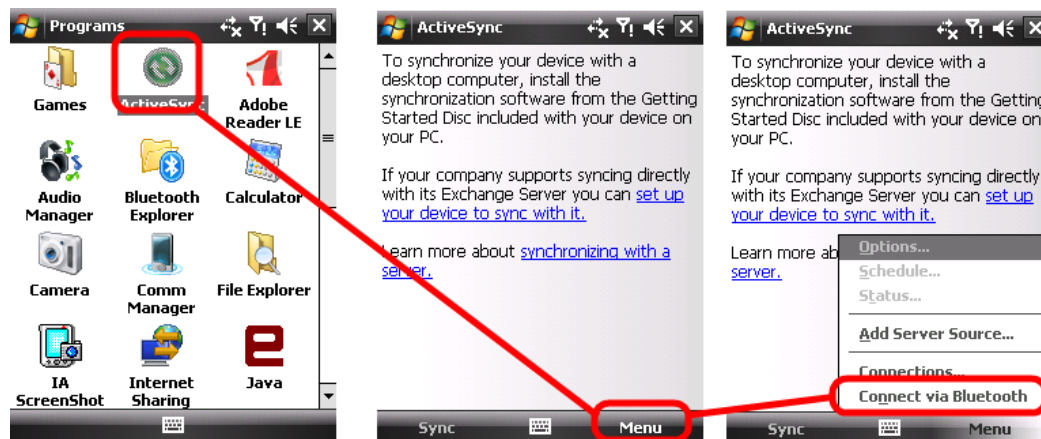 Programs
Games
ActiveSync
Adobe
Reader LE
Audio
Manager
Bluetooth
Explorer
Calculator
Camera
Comm
Manager
File Explorer
IA
ScreenShot
Internet
Sharing
Java
ActiveSync
To synchronize your device with a
desktop computer, install the
synchronization software from the Getting
Started Disc included with your device on
your PC.
If your company supports syncing directly
with its Exchange Server you can set up
your device to sync with it.
Learn more about synchronizing with a
server.
Sync
Menu
ActiveSync
To synchronize your device with a
desktop computer, install the
synchronization software from the Getting
Started Disc included with your device on
your PC.
If your company supports syncing directly
with its Exchange Server you can set up
your device to sync with it.
Learn more ab
server.
Options...
Schedule...
Status...
Add Server Source...
Connections...
Connect via Bluetooth
Sync
Menu